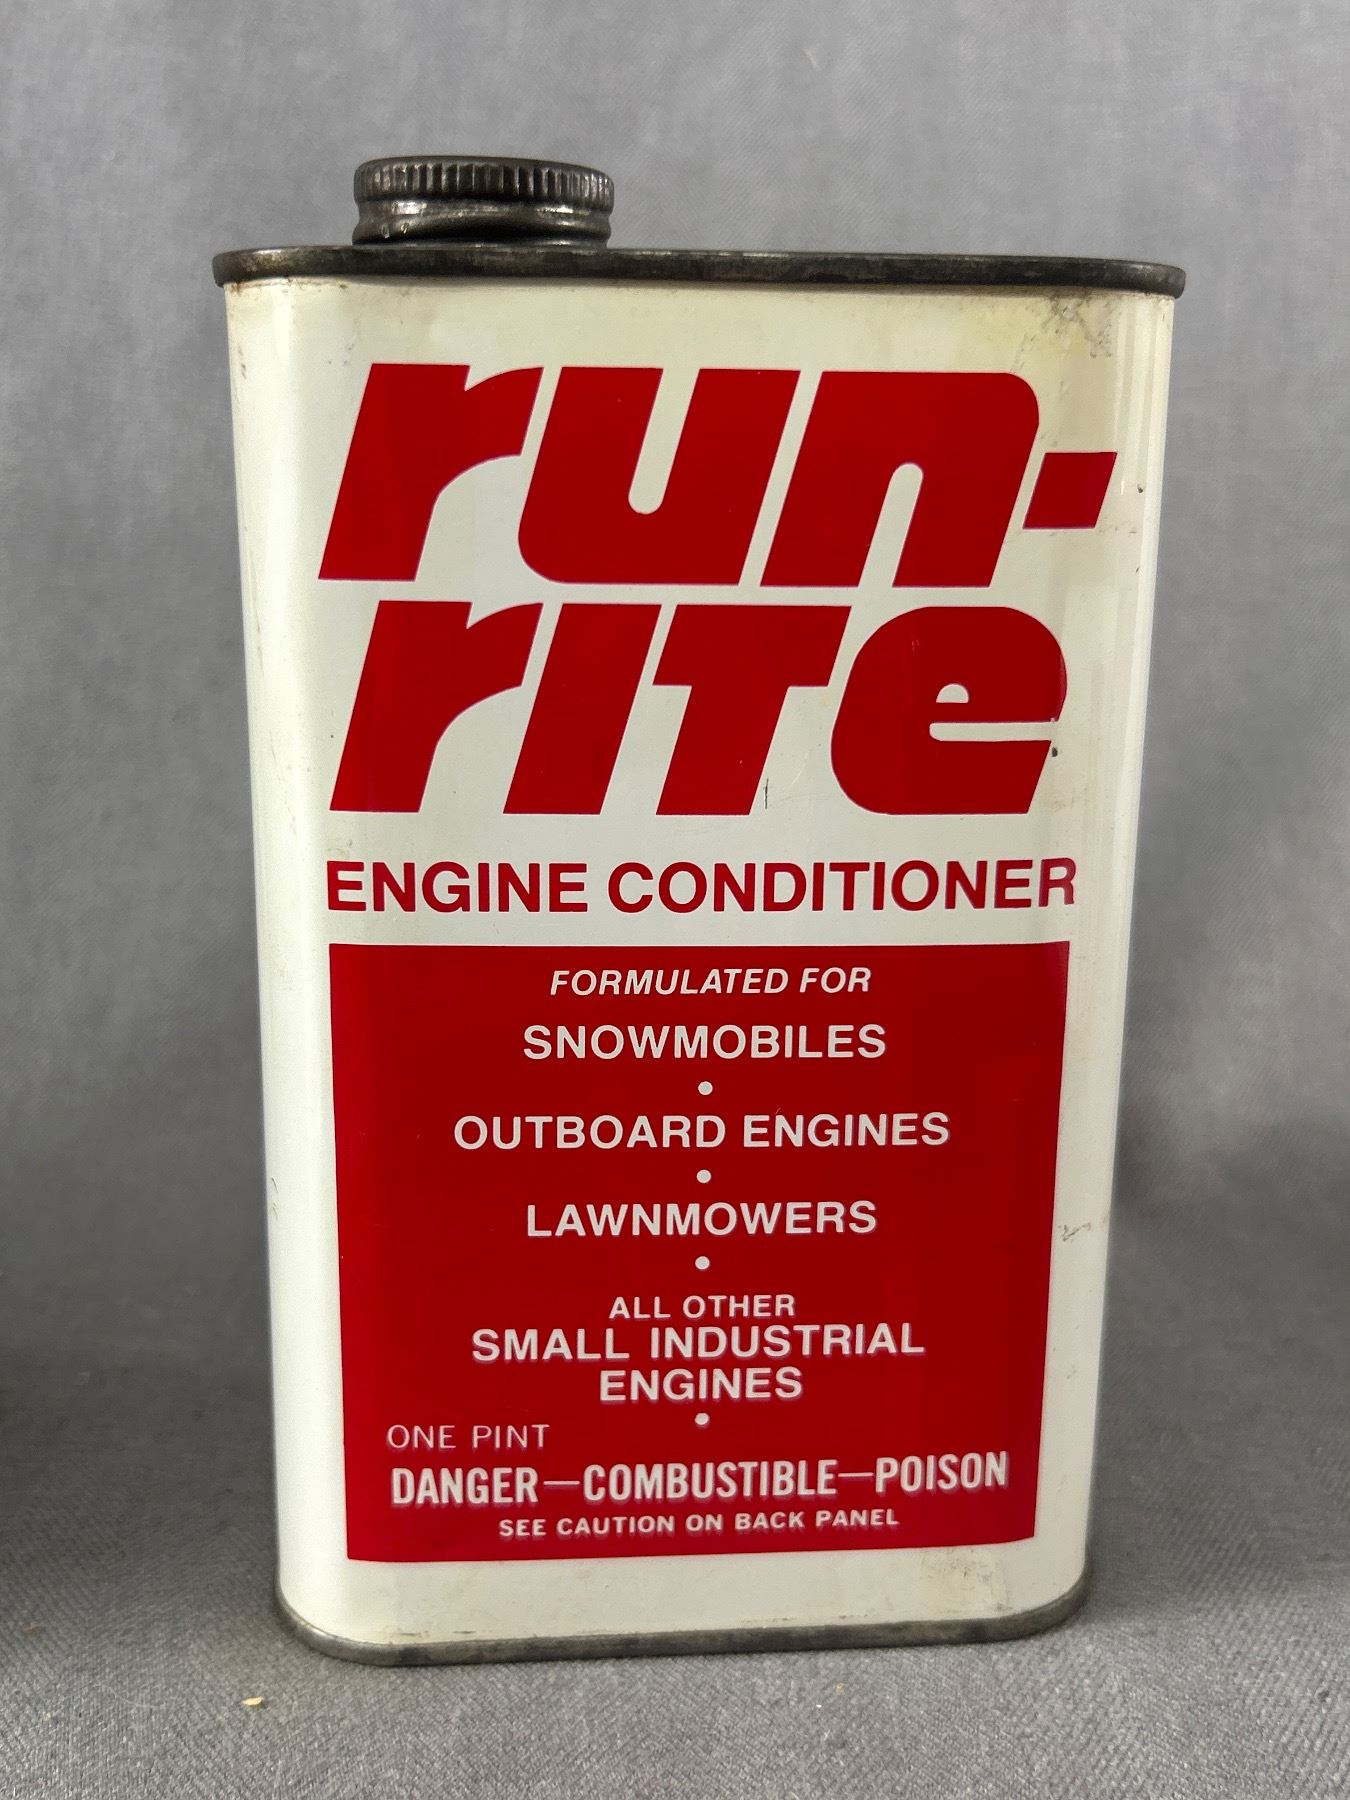 run-
rite
ENGINE CONDITIONER
FORMULATED FOR
SNOWMOBILES
•
OUTBOARD ENGINES
•
LAWNMOWERS
•
ALL OTHER
SMALL INDUSTRIAL
ENGINES
•
ONE PINT
DANGER—COMBUSTIBLE—POISON
SEE CAUTION ON BACK PANEL